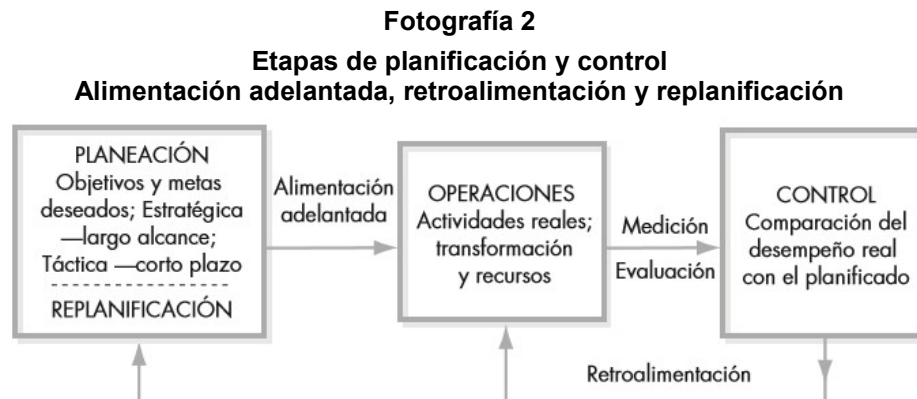 Fotografía 2
Etapas de planificación y control
Alimentación adelantada, retroalimentación y replanificación
PLANEACIÓN
Objetivos y metas
deseados; Estratégica
—largo alcance;
Táctica —corto plazo
REPLANIFICACIÓN
Alimentación
adelantada
OPERACIONES
Actividades reales;
transformación
y recursos
Medición
Evaluación
CONTROL
Comparación del
desempeño real
con el planificado
Retroalimentación